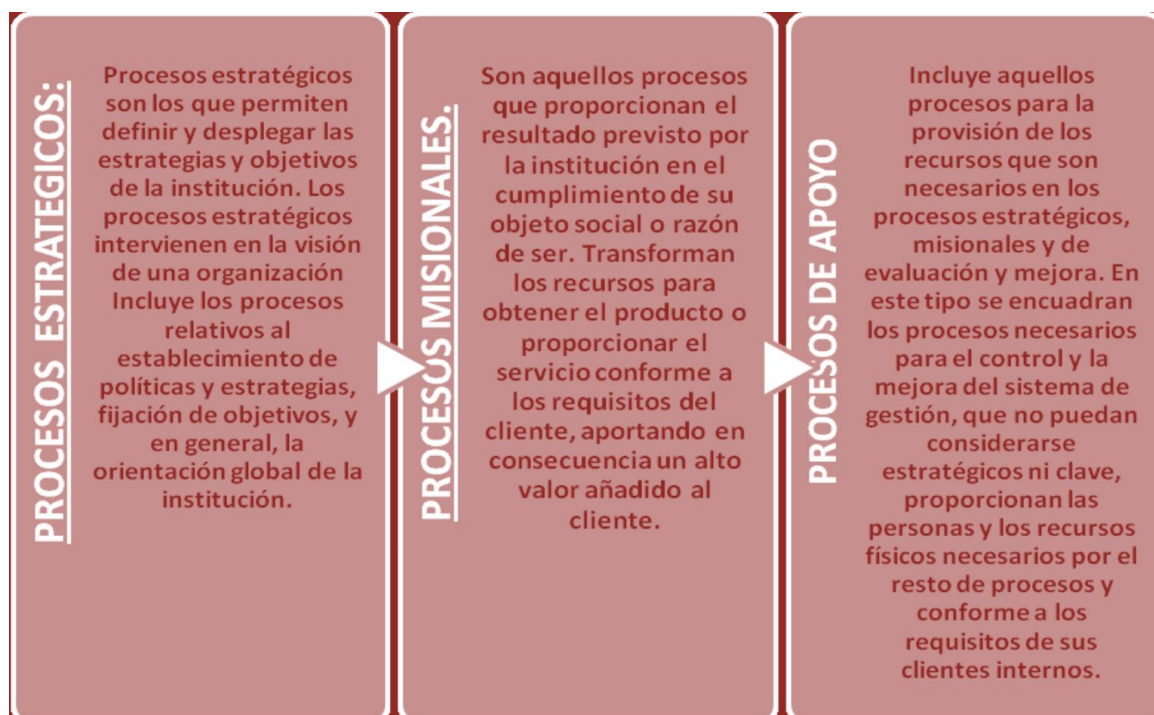 PROCESOS ESTRATEGICOS:
Procesos estratégicos
son los que permiten
definir y desplegar las
estrategias y objetivos
de la institución. Los
procesos estratégicos
intervienen en la visión
de una organización
Incluye los procesos
relativos al
establecimiento de
políticas y estrategias,
fijación de objetivos, y
en general, la
orientación global de la
institución.
PROCESOS MISIONALES.
Son aquellos procesos
que proporcionan el
resultado previsto por
la institución en el
cumplimiento de su
objeto social o razón
de ser. Transforman
los recursos para
obtener el producto o
proporcionar el
servicio conforme a
los requisitos del
cliente, aportando en
consecuencia un alto
valor añadido al
cliente.
PROCESOS DE APOYO
Incluye aquellos
procesos para la
provisión de los
recursos que son
necesarios en los
procesos estratégicos,
misionales y de
evaluación y mejora. En
este tipo se encuadran
los procesos necesarios
para el control y la
mejora del sistema de
gestión, que no puedan
considerarse
estratégicos ni clave,
proporcionan las
personas y los recursos
físicos necesarios por el
resto de procesos y
conforme a los
requisitos de sus
clientes internos.